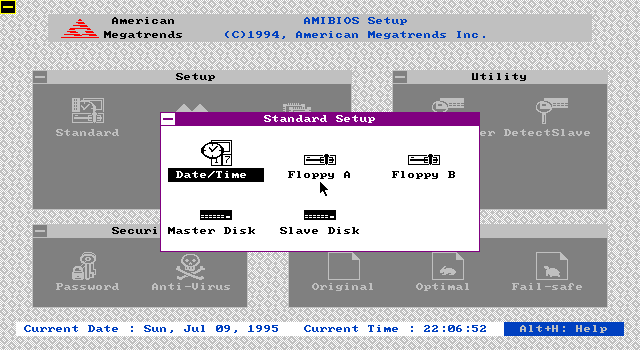 American
Megatrends
AMIBIOS Setup
(C)1994, American Megatrends Inc.
Setup
Utility
Standard
er DetectSlave
Standard Setup
Date/Time
Floppy A
Floppy B
Master Disk
Slave Disk
Securi
Password
Anti-Virus
Original
Optimal
Fail-safe
Current Date : Sun, Jul 09, 1995 Current Time : 22:06:52 Alt+H: Help